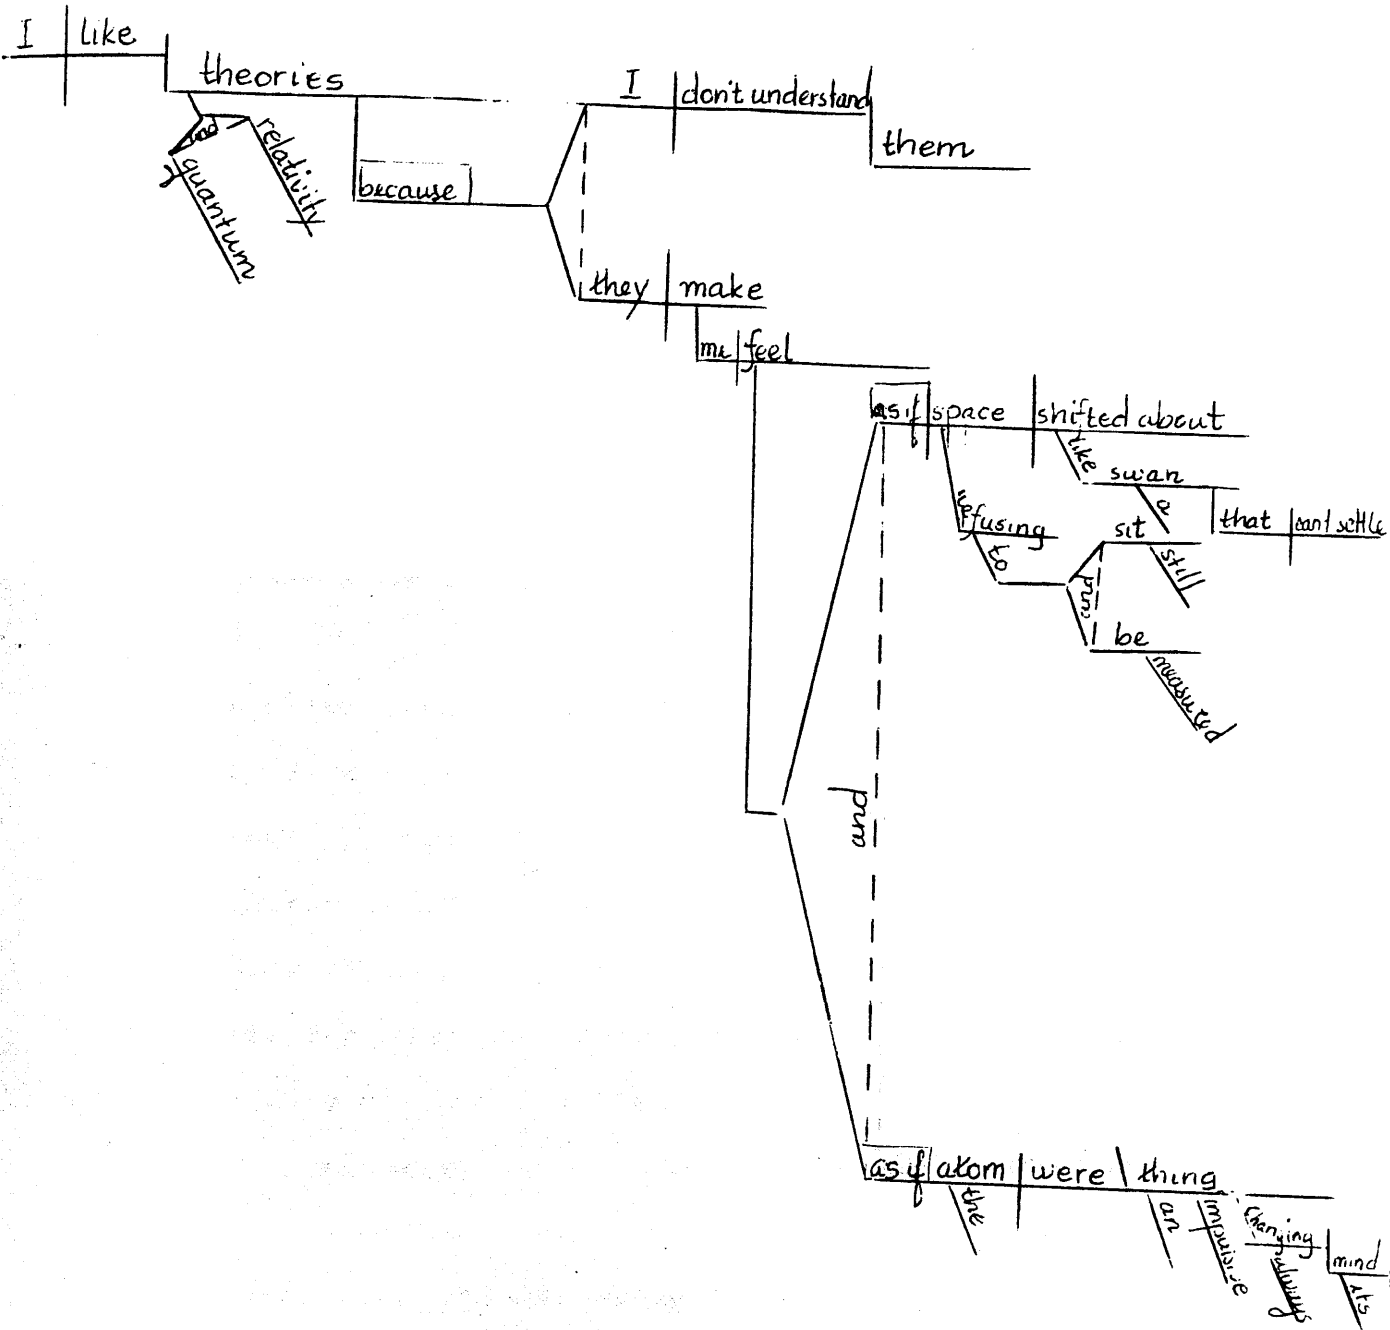 I like
theories
and
quantum
relativity
because
I don't understand
them
they make
me feel
as if space shifted about
like
swan
a
that can't settle
refusing
to
sit
still
and
be
measured
and
as if atom were thing
the
an
impulsive
changing
always
mind
its